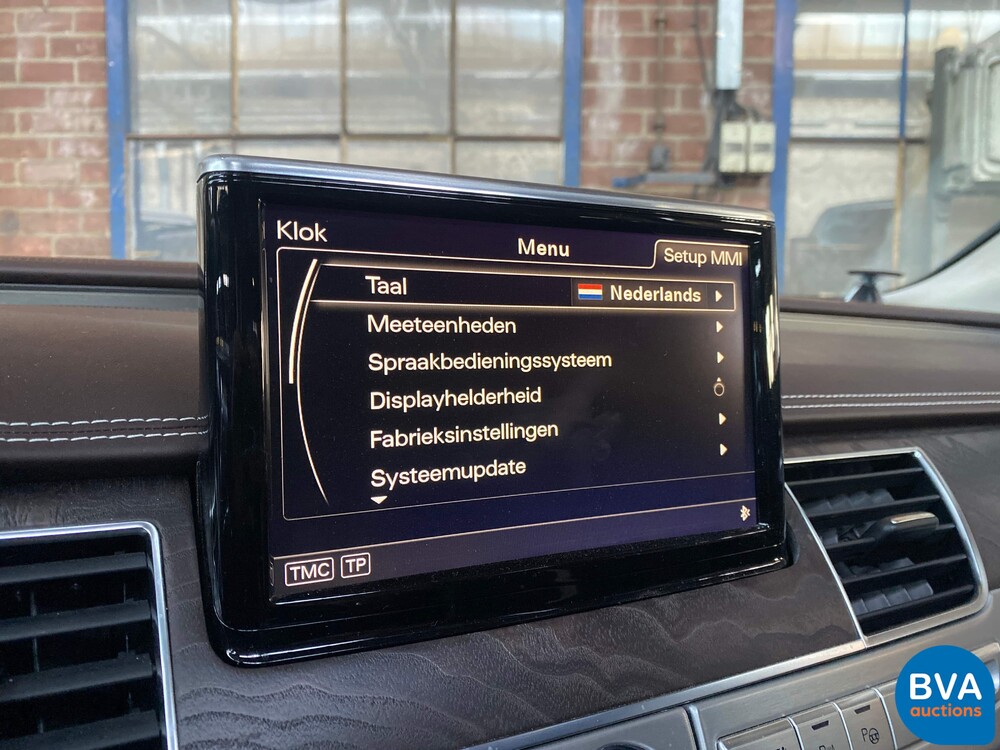 Klok
Menu
Setup MMI
Taal Nederlands
Meeteenheden
Spraakbedieningssysteem
Displayhelderheid
Fabrieksinstellingen
Systeemupdate
TMC TP
P
BVA
auctions